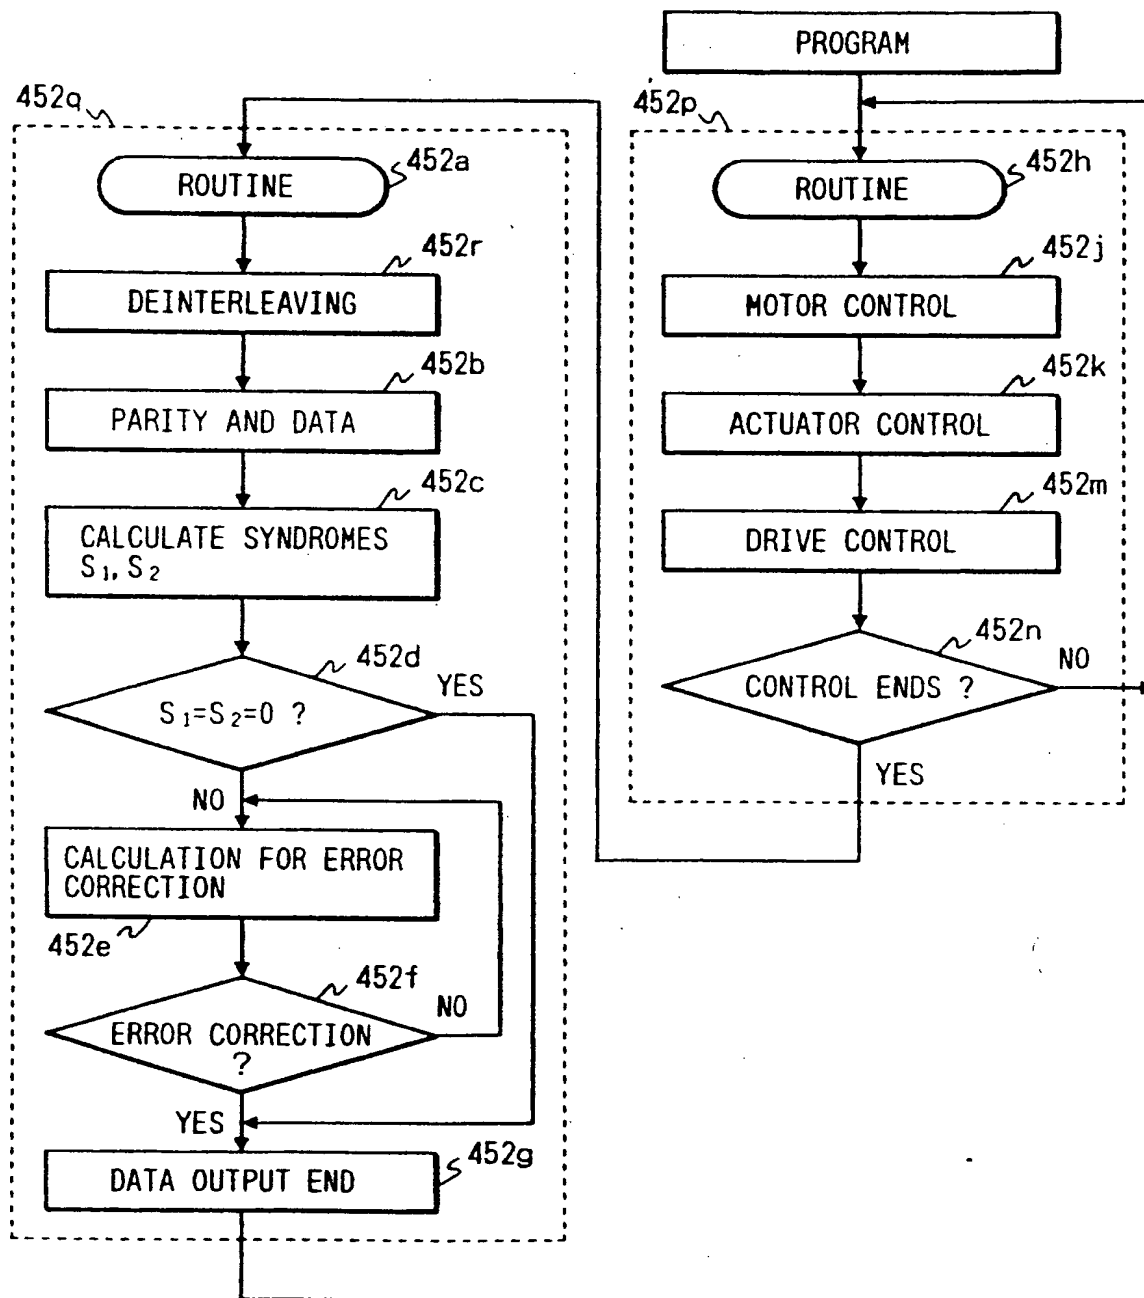 PROGRAM
452q
452p
ROUTINE
452a
ROUTINE
452h
452r
DEINTERLEAVING
452j
MOTOR CONTROL
452b
PARITY AND DATA
452k
ACTUATOR CONTROL
452c
CALCULATE SYNDROMES
S₁, S₂
452m
DRIVE CONTROL
452d
S₁=S₂=0 ?
YES
452n
CONTROL ENDS ?
NO
YES
NO
CALCULATION FOR ERROR
CORRECTION
452e
452f
ERROR CORRECTION
?
NO
YES
DATA OUTPUT END
452g